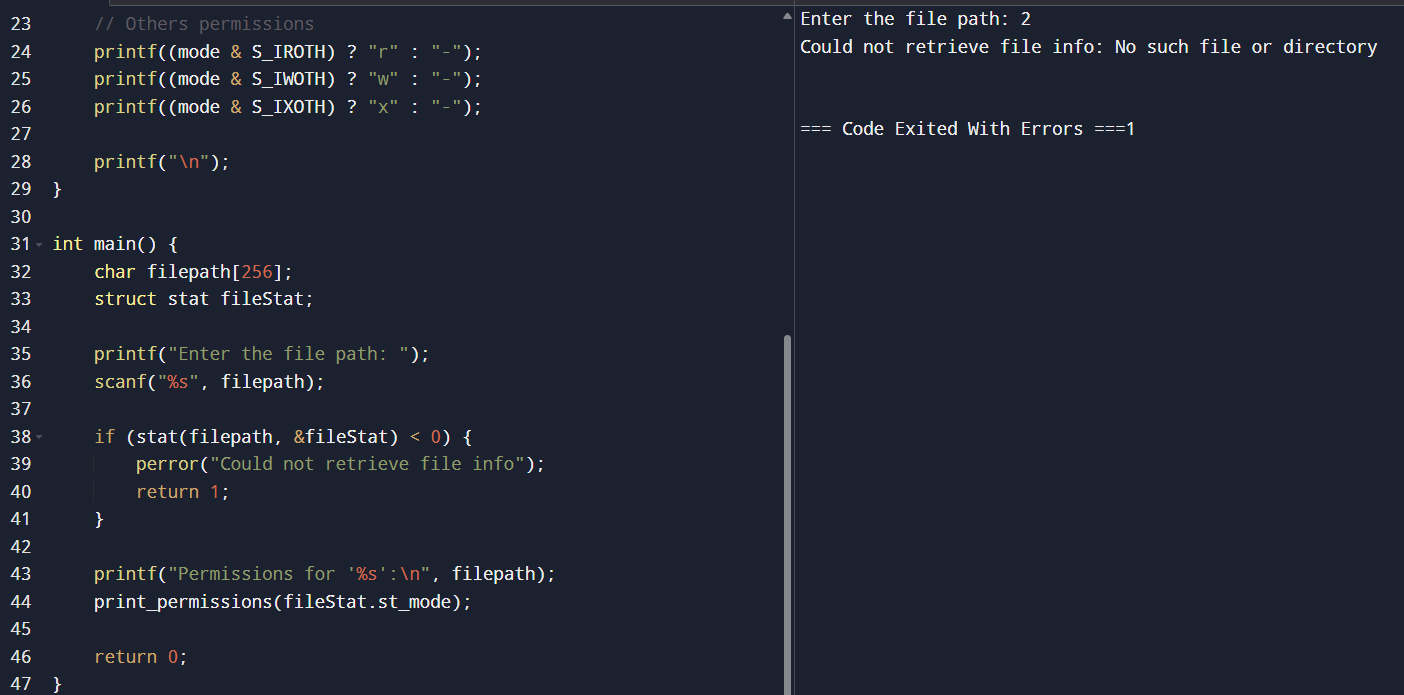 23 // Others permissions
24 printf((mode & S_IROTH) ? "r" : "-");
25 printf((mode & S_IWOTH) ? "w" : "-");
26 printf((mode & S_IXOTH) ? "x" : "-");
27
28 printf("\n");
29 }
30
31 int main() {
32 char filepath[256];
33 struct stat fileStat;
34
35 printf("Enter the file path: ");
36 scanf("%s", filepath);
37
38 if (stat(filepath, &fileStat) < 0) {
39 perror("Could not retrieve file info");
40 return 1;
41 }
42
43 printf("Permissions for '%s':\n", filepath);
44 print_permissions(fileStat.st_mode);
45
46 return 0;
47 }
Enter the file path: 2
Could not retrieve file info: No such file or directory
=== Code Exited With Errors ===1